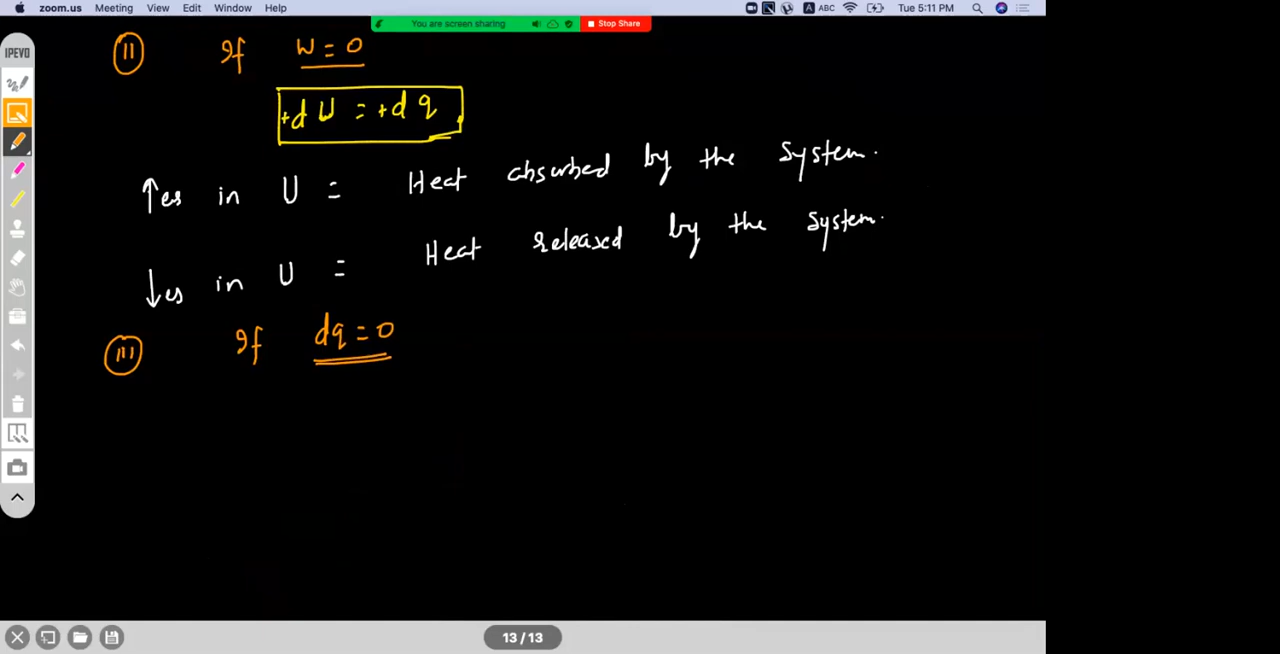 zoom.us Meeting View Edit Window Help ABC Tue 5:11 PM
You are screen sharing Stop Share
IPEVO
(II) If W = 0
+dU = +dq
↑es in U = Heat absorbed by the System.
↓es in U = Heat released by the System.
(III) If dq = 0
13 / 13